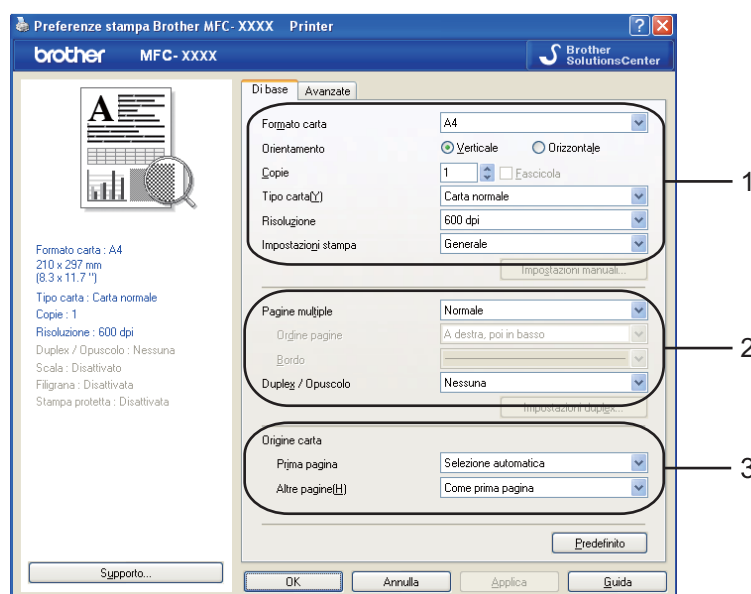 Preferenze stampa Brother MFC- XXXX Printer
brother MFC- XXXX
Brother
SolutionsCenter
Di base Avanzate
A
Formato carta A4
Orientamento Verticale Orizzontale
Copie 1 Fascicola
Tipo carta(Y) Carta normale
Risoluzione 600 dpi
Impostazioni stampa Generale
Impostazioni manuali...
1
Formato carta : A4
210 x 297 mm
(8.3 x 11.7 ")
Tipo carta : Carta normale
Copie : 1
Risoluzione : 600 dpi
Duplex / Opuscolo : Nessuna
Scala : Disattivato
Filigrana : Disattivata
Stampa protetta : Disattivata
Pagine multiple Normale
Ordine pagine A destra, poi in basso
Bordo
Duplex / Opuscolo Nessuna
Impostazioni duplex...
2
Origine carta
Prima pagina Selezione automatica
Altre pagine(H) Come prima pagina
3
Predefinito
Supporto...
OK Annulla Applica Guida